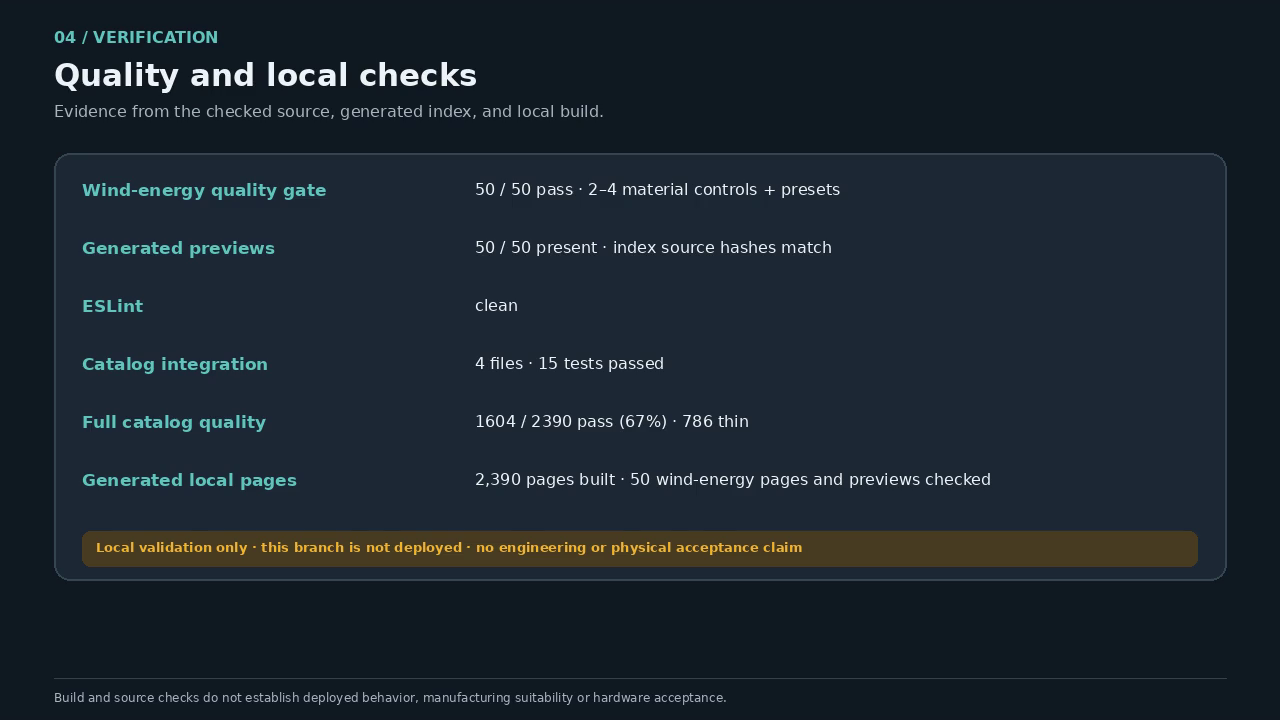 04 / VERIFICATION
Quality and local checks
Evidence from the checked source, generated index, and local build.
Wind-energy quality gate 50 / 50 pass · 2–4 material controls + presets
Generated previews 50 / 50 present · index source hashes match
ESLint clean
Catalog integration 4 files · 15 tests passed
Full catalog quality 1604 / 2390 pass (67%) · 786 thin
Generated local pages 2,390 pages built · 50 wind-energy pages and previews checked
Local validation only · this branch is not deployed · no engineering or physical acceptance claim
Build and source checks do not establish deployed behavior, manufacturing suitability or hardware acceptance.